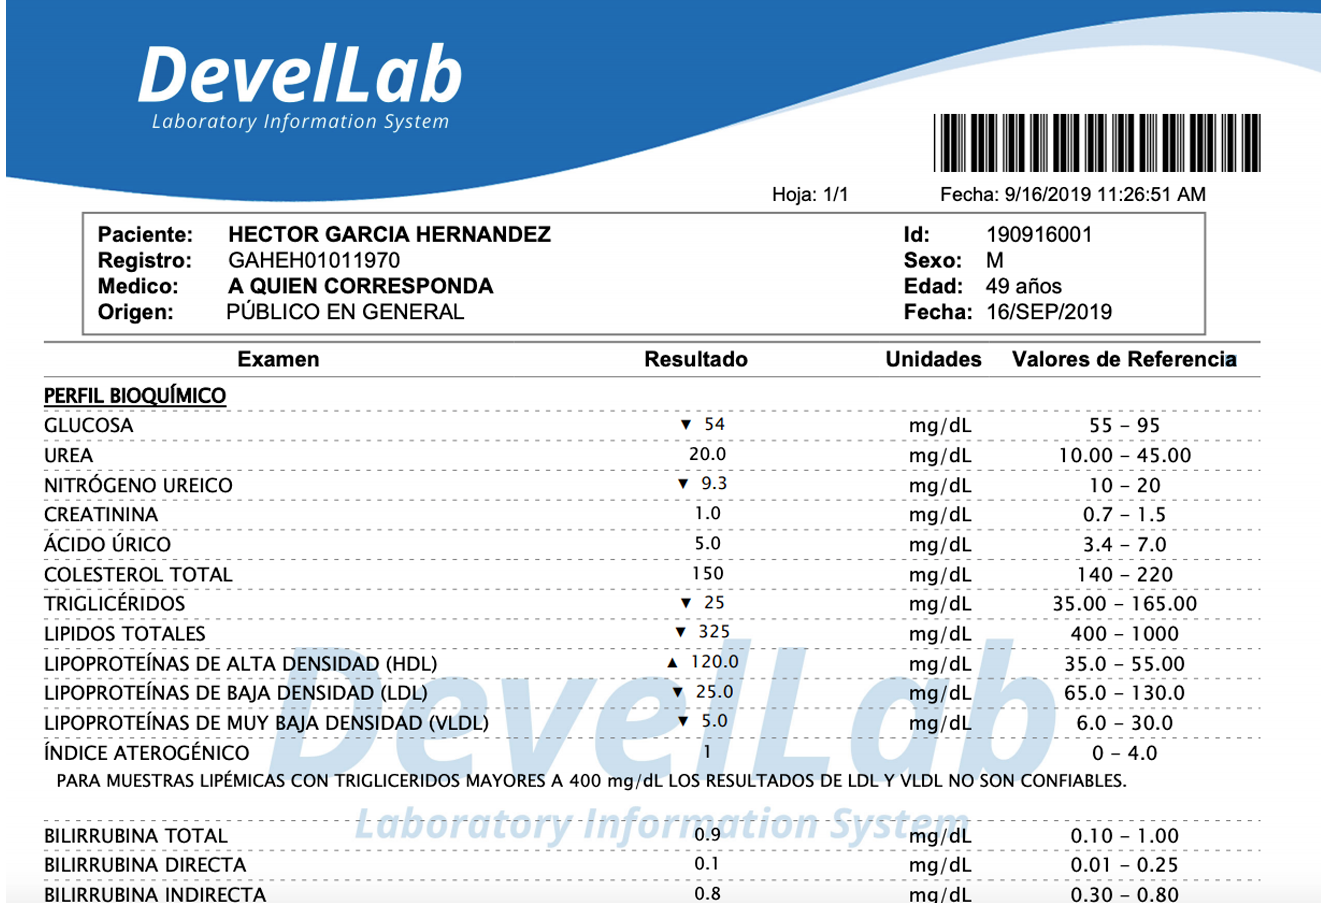 DevelLab
Laboratory Information System
Hoja: 1/1 Fecha: 9/16/2019 11:26:51 AM
Paciente: HECTOR GARCIA HERNANDEZ Id: 190916001
Registro: GAHEH01011970 Sexo: M
Medico: A QUIEN CORRESPONDA Edad: 49 años
Origen: PÚBLICO EN GENERAL Fecha: 16/SEP/2019
Examen Resultado Unidades Valores de Referencia
PERFIL BIOQUÍMICO
GLUCOSA ▼ 54 mg/dL 55 – 95
UREA 20.0 mg/dL 10.00 – 45.00
NITRÓGENO UREICO ▼ 9.3 mg/dL 10 – 20
CREATININA 1.0 mg/dL 0.7 – 1.5
ÁCIDO ÚRICO 5.0 mg/dL 3.4 – 7.0
COLESTEROL TOTAL 150 mg/dL 140 – 220
TRIGLICÉRIDOS ▼ 25 mg/dL 35.00 – 165.00
LIPIDOS TOTALES ▼ 325 mg/dL 400 – 1000
LIPOPROTEÍNAS DE ALTA DENSIDAD (HDL) ▲ 120.0 mg/dL 35.0 – 55.00
LIPOPROTEÍNAS DE BAJA DENSIDAD (LDL) ▼ 25.0 mg/dL 65.0 – 130.0
LIPOPROTEÍNAS DE MUY BAJA DENSIDAD (VLDL) ▼ 5.0 mg/dL 6.0 – 30.0
ÍNDICE ATEROGÉNICO 1 0 – 4.0
PARA MUESTRAS LIPÉMICAS CON TRIGLICERIDOS MAYORES A 400 mg/dL LOS RESULTADOS DE LDL Y VLDL NO SON CONFIABLES.
DevelLab
Laboratory Information System
BILIRRUBINA TOTAL 0.9 mg/dL 0.10 – 1.00
BILIRRUBINA DIRECTA 0.1 mg/dL 0.01 – 0.25
BILIRRUBINA INDIRECTA 0.8 mg/dL 0.30 – 0.80